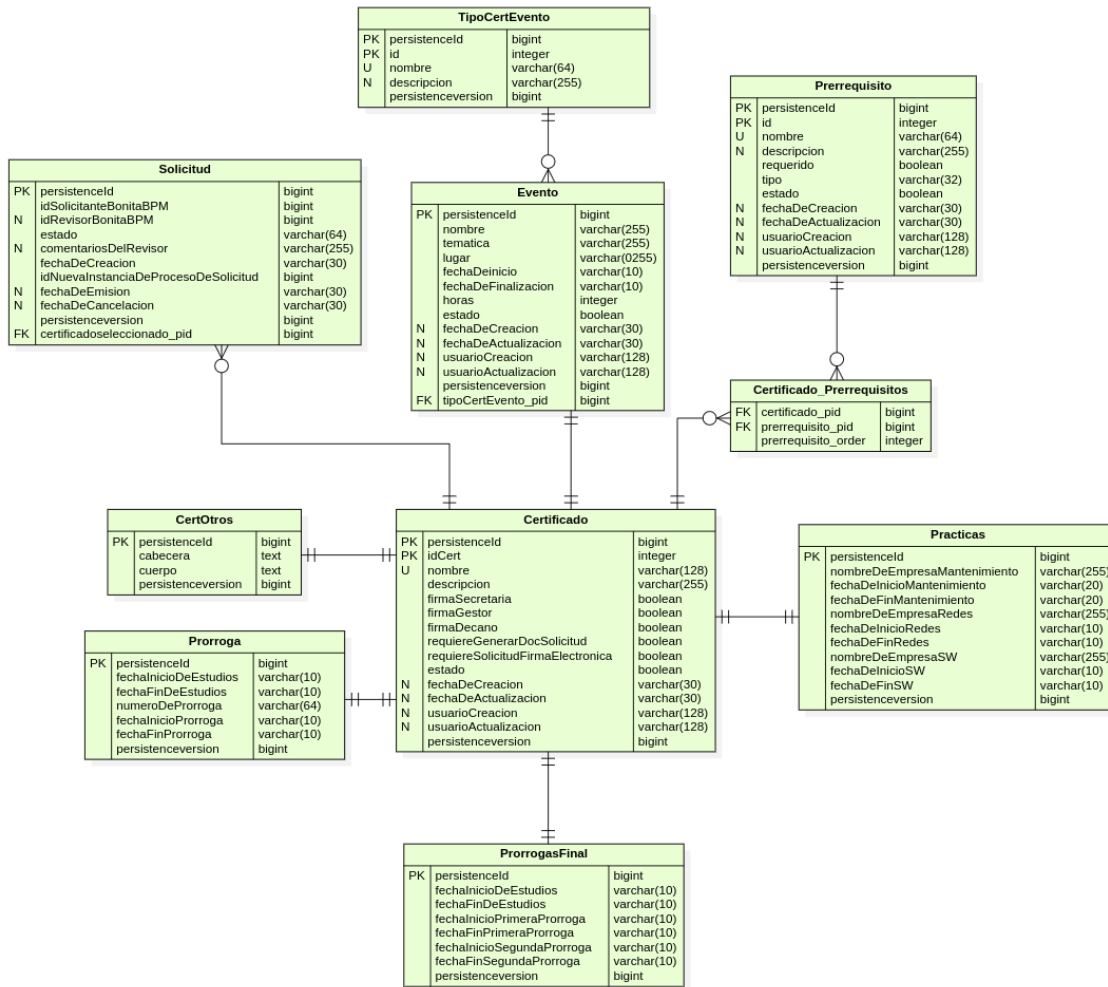 TipoCertEvento
PK persistenceId bigint
PK id integer
U nombre varchar(64)
N descripcion varchar(255)
persistenceversion bigint
Prerrequisito
PK persistenceId bigint
PK id integer
U nombre varchar(64)
N descripcion varchar(255)
requerido boolean
tipo varchar(32)
estado boolean
N fechaDeCreacion varchar(30)
N fechaDeActualizacion varchar(30)
N usuarioCreacion varchar(128)
N usuarioActualizacion varchar(128)
persistenceversion bigint
Solicitud
PK persistenceId bigint
idSolicitanteBonitaBPM bigint
N idRevisorBonitaBPM bigint
estado varchar(64)
N comentariosDelRevisor varchar(255)
fechaDeCreacion varchar(30)
idNuevaInstanciaDeProcesoDeSolicitud bigint
N fechaDeEmision varchar(30)
N fechaDeCancelacion varchar(30)
persistenceversion bigint
FK certificadoseleccionado_pid bigint
Evento
PK persistenceId bigint
nombre varchar(255)
tematica varchar(255)
lugar varchar(0255)
fechaDeinicio varchar(10)
fechaDeFinalizacion varchar(10)
horas integer
estado boolean
N fechaDeCreacion varchar(30)
N fechaDeActualizacion varchar(30)
N usuarioCreacion varchar(128)
N usuarioActualizacion varchar(128)
persistenceversion bigint
FK tipoCertEvento_pid bigint
Certificado_Prerrequisitos
FK certificado_pid bigint
FK prerrequisito_pid bigint
prerrequisito_order integer
CertOtros
PK persistenceId bigint
cabecera text
cuerpo text
persistenceversion bigint
Certificado
PK persistenceId bigint
PK idCert integer
U nombre varchar(128)
descripcion varchar(255)
firmaSecretaria boolean
firmaGestor boolean
firmaDecano boolean
requiereGenerarDocSolicitud boolean
requiereSolicitudFirmaElectronica boolean
estado boolean
N fechaDeCreacion varchar(30)
N fechaDeActualizacion varchar(30)
N usuarioCreacion varchar(128)
N usuarioActualizacion varchar(128)
persistenceversion bigint
Practicas
PK persistenceId bigint
nombreDeEmpresaMantenimiento varchar(255)
fechaDeInicioMantenimiento varchar(20)
fechaDeFinMantenimiento varchar(20)
nombreDeEmpresaRedes varchar(255)
fechaDeInicioRedes varchar(10)
fechaDeFinRedes varchar(10)
nombreDeEmpresaSW varchar(255)
fechaDeInicioSW varchar(10)
fechaDeFinSW varchar(10)
persistenceversion bigint
Prorroga
PK persistenceId bigint
fechaInicioDeEstudios varchar(10)
fechaFinDeEstudios varchar(10)
numeroDeProrroga varchar(64)
fechaInicioProrroga varchar(10)
fechaFinProrroga varchar(10)
persistenceversion bigint
ProrrogasFinal
PK persistenceId bigint
fechaInicioDeEstudios varchar(10)
fechaFinDeEstudios varchar(10)
fechaInicioPrimeraProrroga varchar(10)
fechaFinPrimeraProrroga varchar(10)
fechaInicioSegundaProrroga varchar(10)
fechaFinSegundaProrroga varchar(10)
persistenceversion bigint